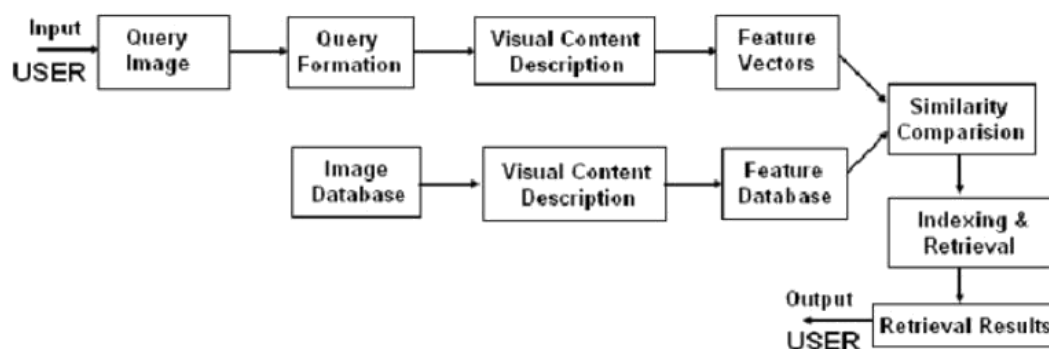 Input
USER
Query
Image
Query
Formation
Visual Content
Description
Feature
Vectors
Similarity
Comparision
Image
Database
Visual Content
Description
Feature
Database
Indexing &
Retrieval
Output
USER
Retrieval Results